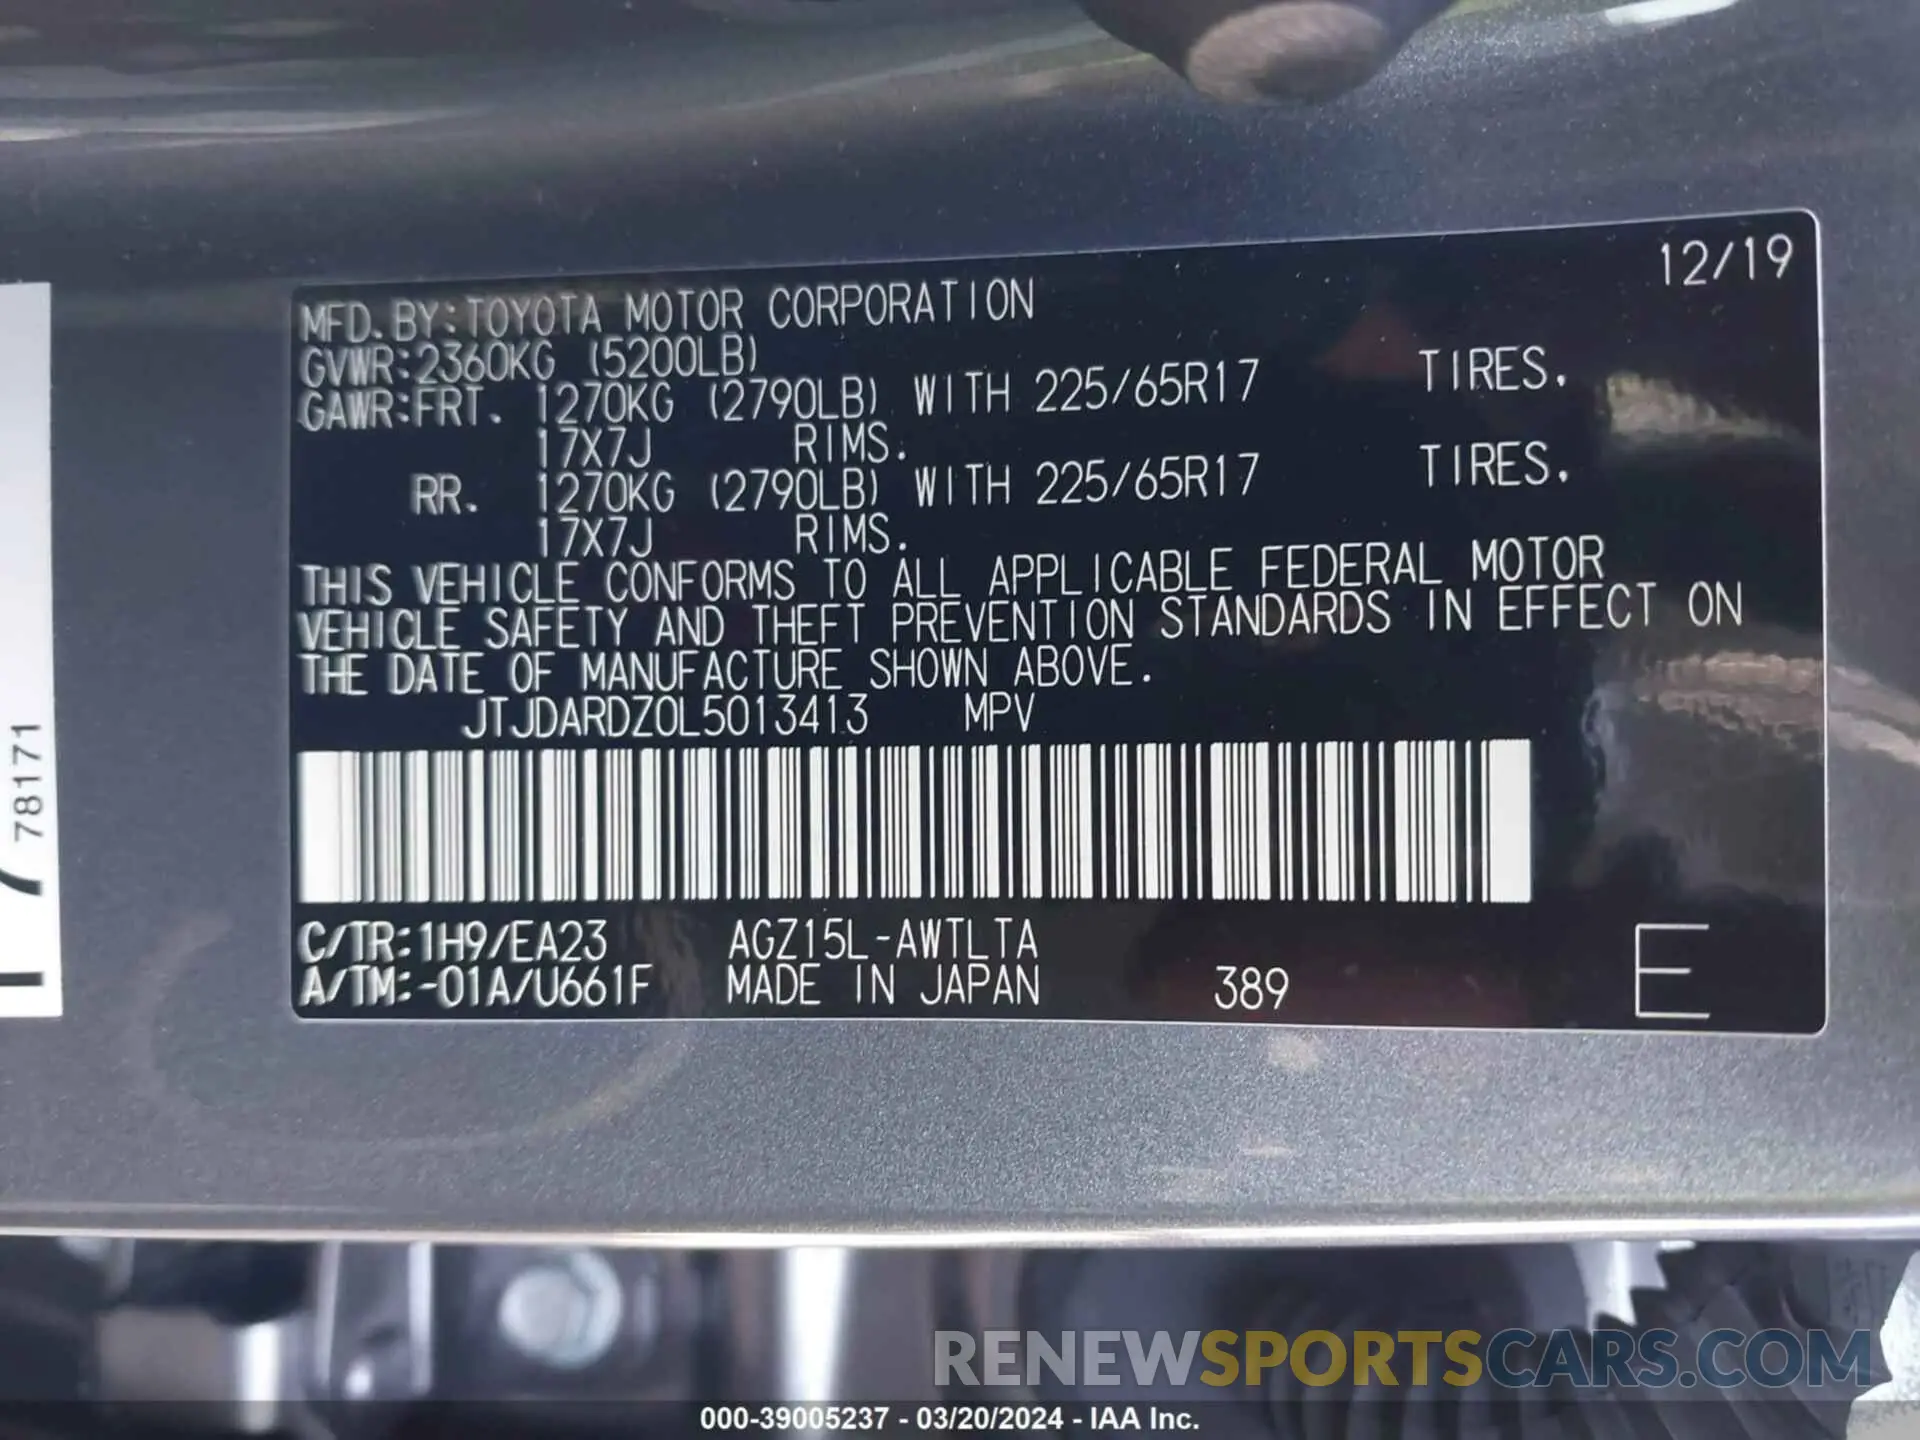 12/19
MFD. BY: TOYOTA MOTOR CORPORATION
GVWR: 2360KG (5200LB)
GAWR: FRT. 1270KG (2790LB) WITH 225/65R17 TIRES.
17X7J RIMS.
RR. 1270KG (2790LB) WITH 225/65R17 TIRES.
17X7J RIMS.
THIS VEHICLE CONFORMS TO ALL APPLICABLE FEDERAL MOTOR
VEHICLE SAFETY AND THEFT PREVENTION STANDARDS IN EFFECT ON
THE DATE OF MANUFACTURE SHOWN ABOVE.
JTJDARDZ0L5013413 MPV
C/TR: 1H9/EA23 AGZ15L-AWTLTA
A/TM: -01A/U661F MADE IN JAPAN 389 E
78171
RENEWSPORTSCARS.COM
000-39005237 - 03/20/2024 - IAA Inc.